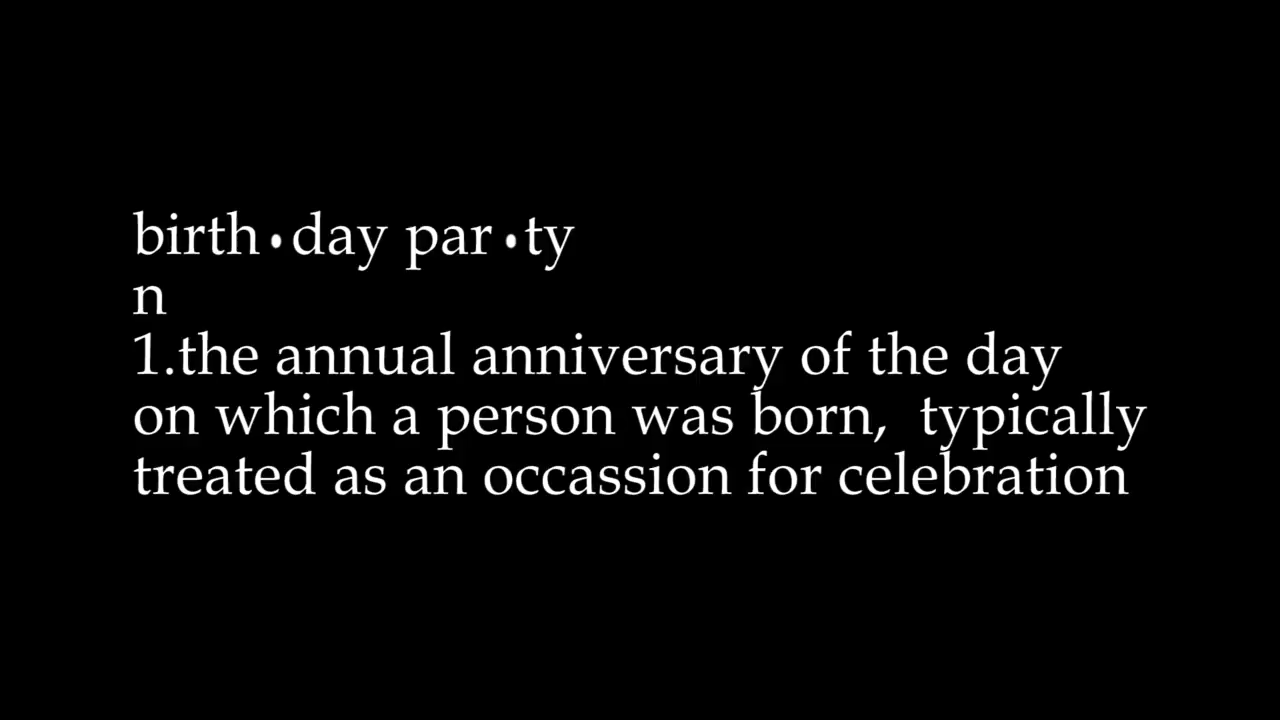 birth•day par•ty
n
1.the annual anniversary of the day
on which a person was born,  typically
treated as an occassion for celebration